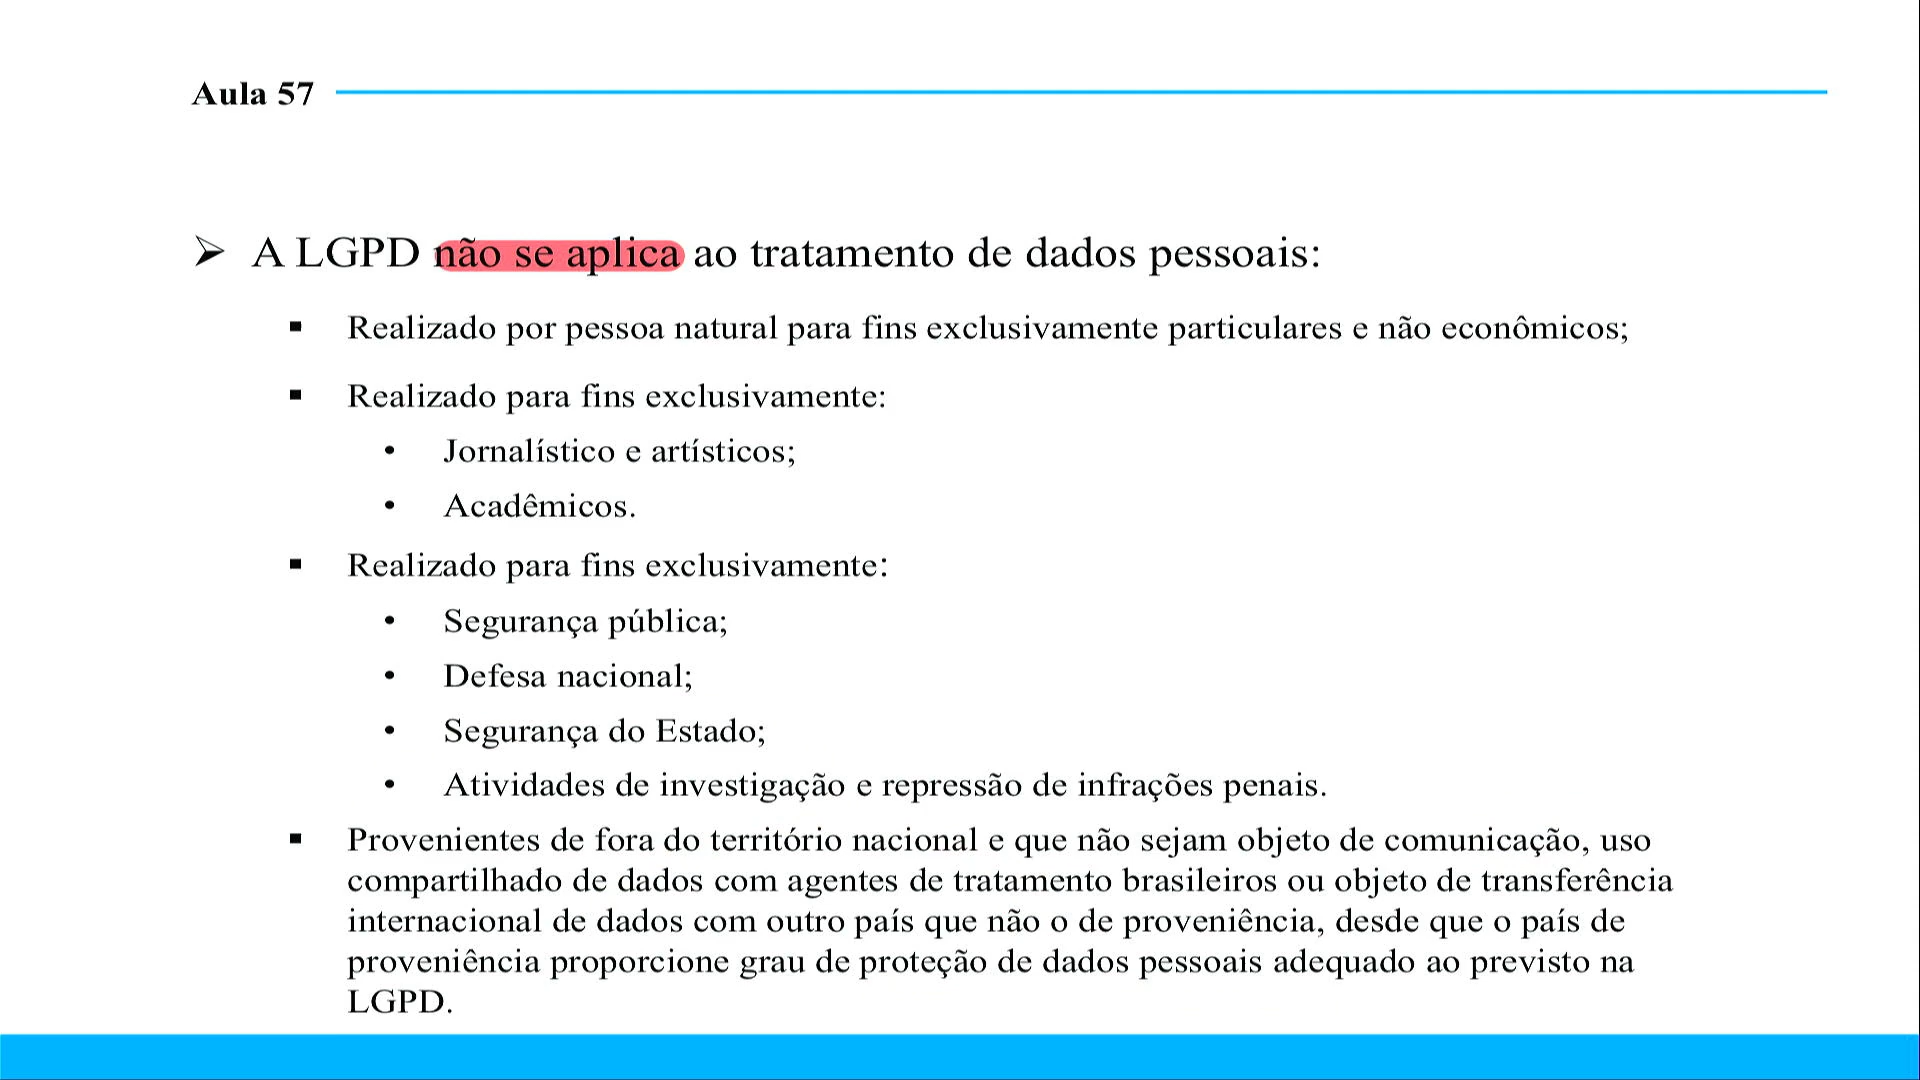 Aula 57
➢ A LGPD não se aplica ao tratamento de dados pessoais:
▪ Realizado por pessoa natural para fins exclusivamente particulares e não econômicos;
▪ Realizado para fins exclusivamente:
• Jornalístico e artísticos;
• Acadêmicos.
▪ Realizado para fins exclusivamente:
• Segurança pública;
• Defesa nacional;
• Segurança do Estado;
• Atividades de investigação e repressão de infrações penais.
▪ Provenientes de fora do território nacional e que não sejam objeto de comunicação, uso
compartilhado de dados com agentes de tratamento brasileiros ou objeto de transferência
internacional de dados com outro país que não o de proveniência, desde que o país de
proveniência proporcione grau de proteção de dados pessoais adequado ao previsto na
LGPD.